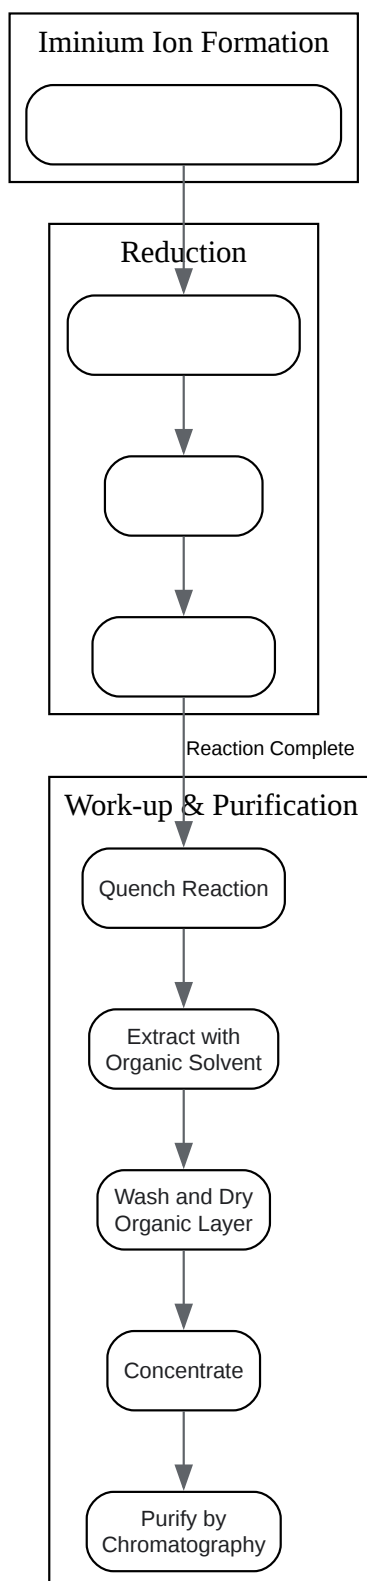 Iminium Ion Formation
Reduction
Reaction Complete
Work-up & Purification
Quench Reaction
Extract with
Organic Solvent
Wash and Dry
Organic Layer
Concentrate
Purify by
Chromatography